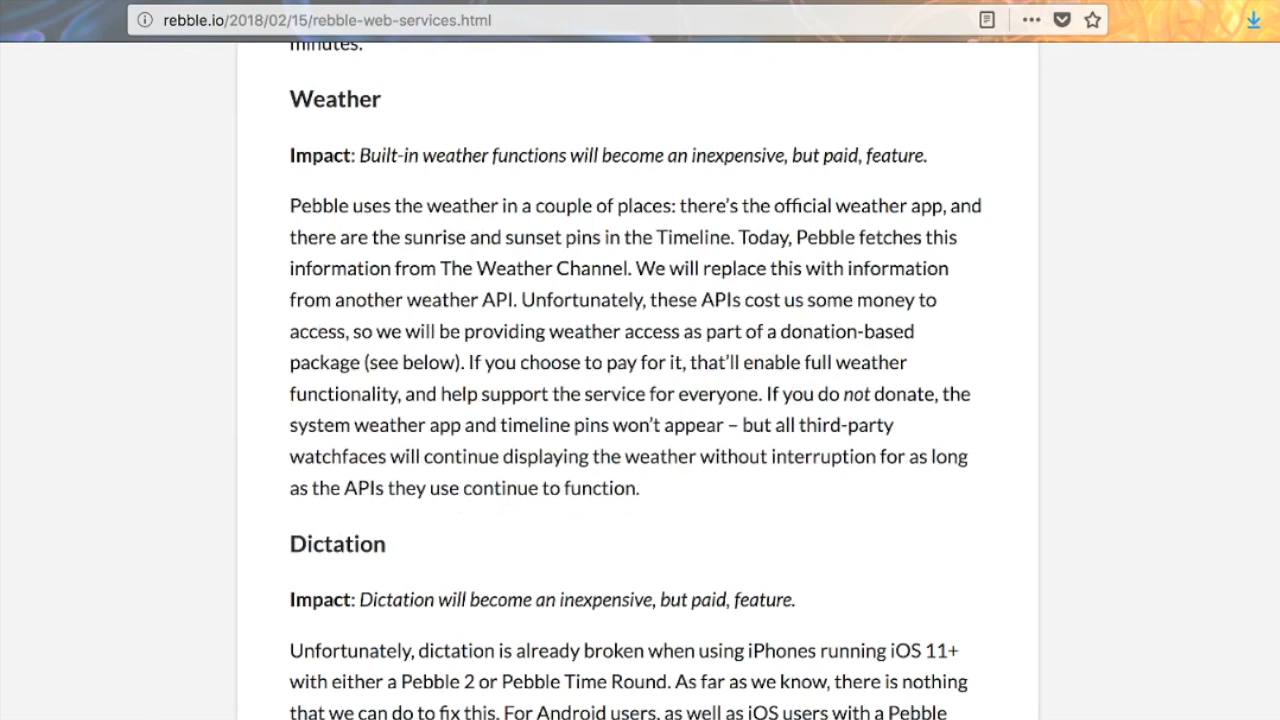 rebble.io/2018/02/15/rebble-web-services.html
minutes.
Weather
Impact: Built-in weather functions will become an inexpensive, but paid, feature.
Pebble uses the weather in a couple of places: there's the official weather app, and
there are the sunrise and sunset pins in the Timeline. Today, Pebble fetches this
information from The Weather Channel. We will replace this with information
from another weather API. Unfortunately, these APIs cost us some money to
access, so we will be providing weather access as part of a donation-based
package (see below). If you choose to pay for it, that'll enable full weather
functionality, and help support the service for everyone. If you do not donate, the
system weather app and timeline pins won't appear – but all third-party
watchfaces will continue displaying the weather without interruption for as long
as the APIs they use continue to function.
Dictation
Impact: Dictation will become an inexpensive, but paid, feature.
Unfortunately, dictation is already broken when using iPhones running iOS 11+
with either a Pebble 2 or Pebble Time Round. As far as we know, there is nothing
that we can do to fix this. For Android users, as well as iOS users with a Pebble